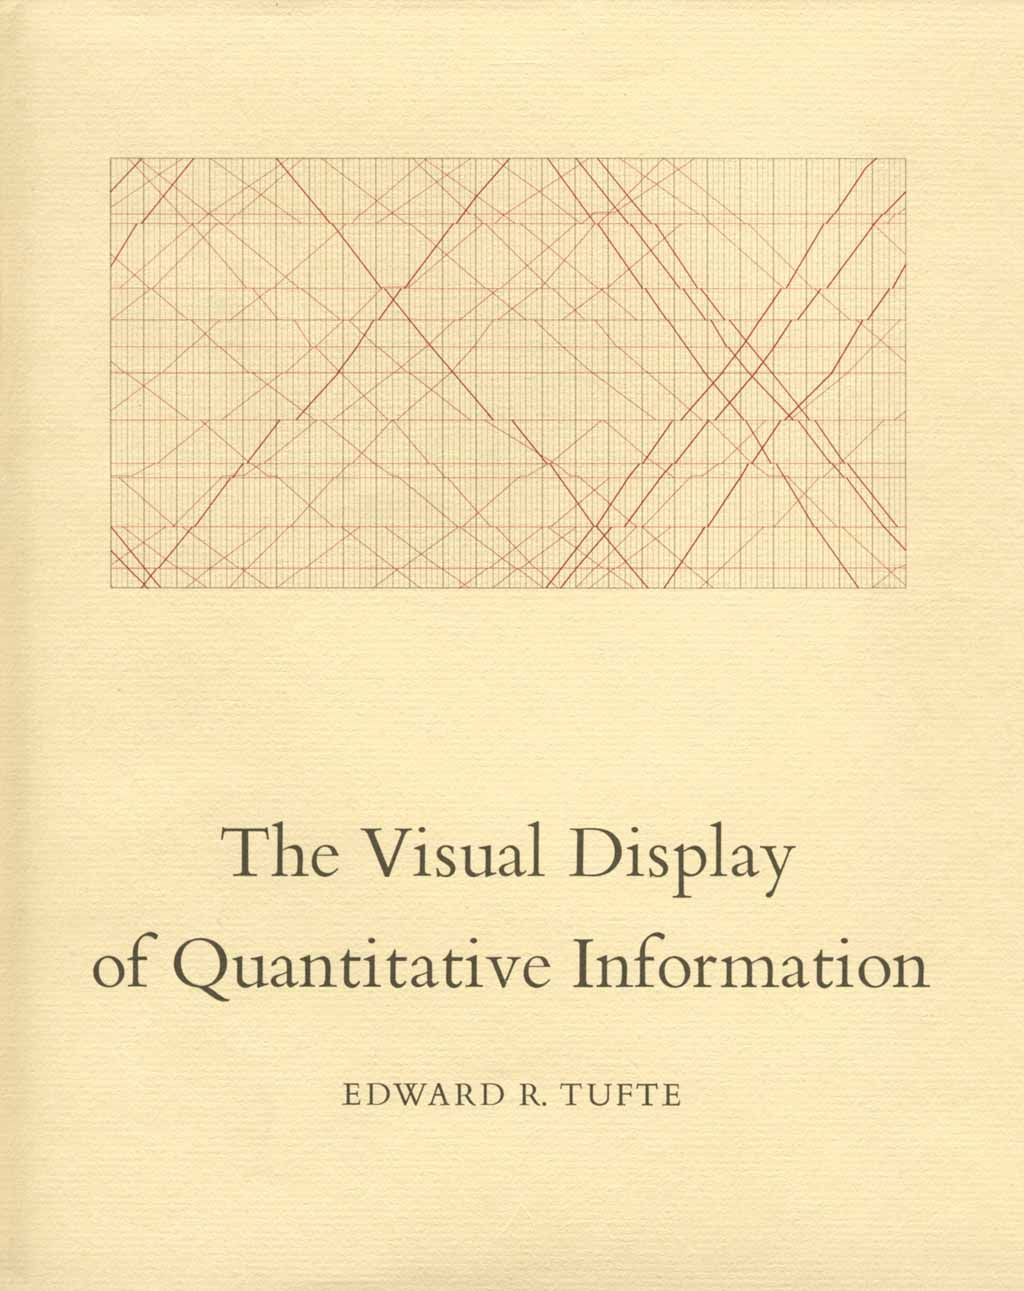 The Visual Display
of Quantitative Information
EDWARD R. TUFTE